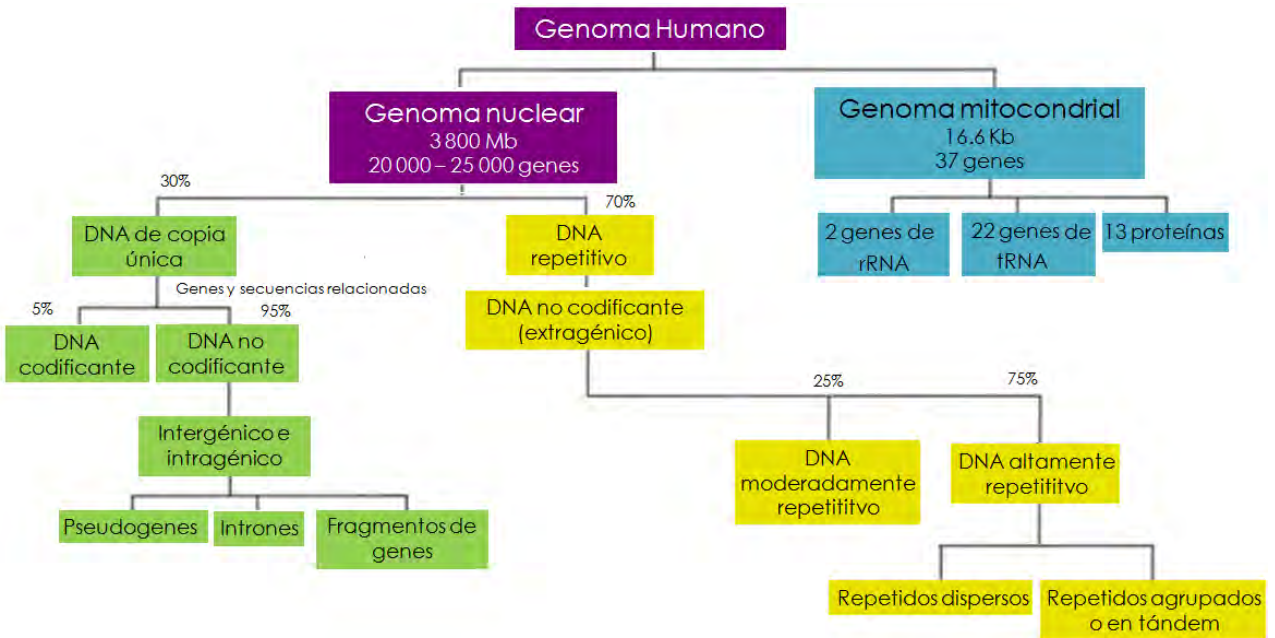 Genoma Humano
Genoma nuclear
3 800 Mb
20 000 – 25 000 genes
Genoma mitocondrial
16.6 Kb
37 genes
30%
70%
DNA de copia
única
DNA
repetitivo
2 genes de
rRNA
22 genes de
tRNA
13 proteínas
Genes y secuencias relacionadas
5%
95%
DNA
codificante
DNA no
codificante
DNA no codificante
(extragénico)
25%
75%
Intergénico e
intragénico
DNA
moderadamente
repetititvo
DNA altamente
repetititvo
Pseudogenes
Intrones
Fragmentos de
genes
Repetidos dispersos
Repetidos agrupados
o en tándem